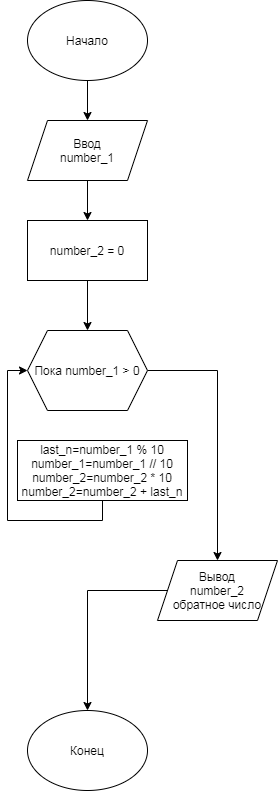 Начало
Ввод
number_1
number_2 = 0
Пока number_1 > 0
last_n=number_1 % 10
number_1=number_1 // 10
number_2=number_2 * 10
number_2=number_2 + last_n
Вывод
number_2
обратное число
Конец